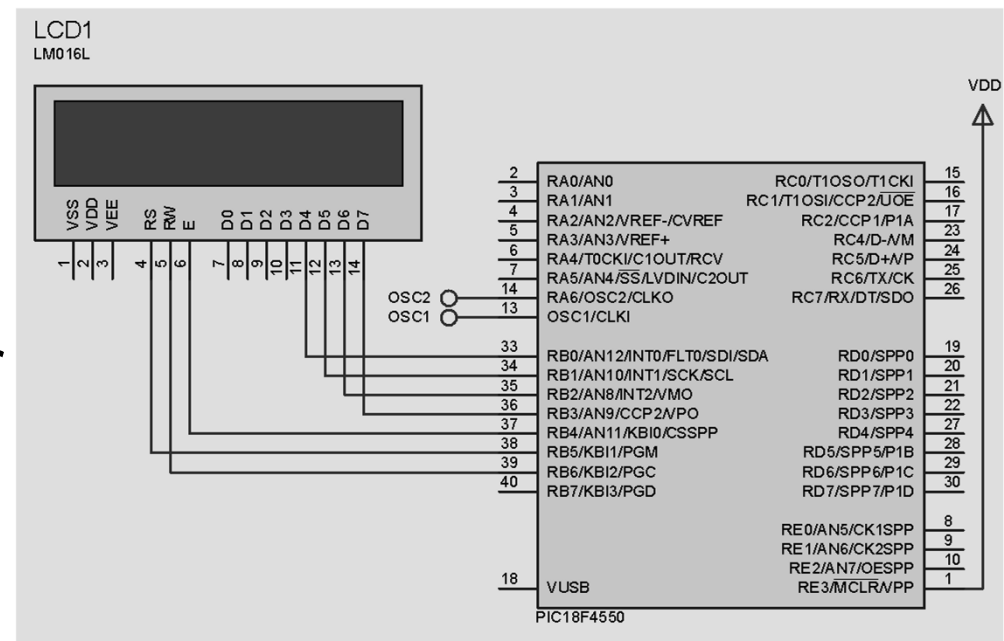 LCD1
LM016L
VDD
VSS
VDD
VEE
RS
RW
E
D0
D1
D2
D3
D4
D5
D6
D7
1
2
3
4
5
6
7
8
9
10
11
12
13
14
OSC2
OSC1
2 RA0/AN0
3 RA1/AN1
4 RA2/AN2/VREF-/CVREF
5 RA3/AN3/VREF+
6 RA4/T0CKI/C1OUT/RCV
7 RA5/AN4/SS/LVDIN/C2OUT
14 RA6/OSC2/CLKO
13 OSC1/CLKI
33 RB0/AN12/INT0/FLT0/SDI/SDA
34 RB1/AN10/INT1/SCK/SCL
35 RB2/AN8/INT2/VMO
36 RB3/AN9/CCP2/VPO
37 RB4/AN11/KBI0/CSSPP
38 RB5/KBI1/PGM
39 RB6/KBI2/PGC
40 RB7/KBI3/PGD
18 VUSB
RC0/T1OSO/T1CKI 15
RC1/T1OSI/CCP2/UOE 16
RC2/CCP1/P1A 17
RC4/D-/VM 23
RC5/D+/VP 24
RC6/TX/CK 25
RC7/RX/DT/SDO 26
RD0/SPP0 19
RD1/SPP1 20
RD2/SPP2 21
RD3/SPP3 22
RD4/SPP4 27
RD5/SPP5/P1B 28
RD6/SPP6/P1C 29
RD7/SPP7/P1D 30
RE0/AN5/CK1SPP 8
RE1/AN6/CK2SPP 9
RE2/AN7/OESPP 10
RE3/MCLR/VPP 1
PIC18F4550